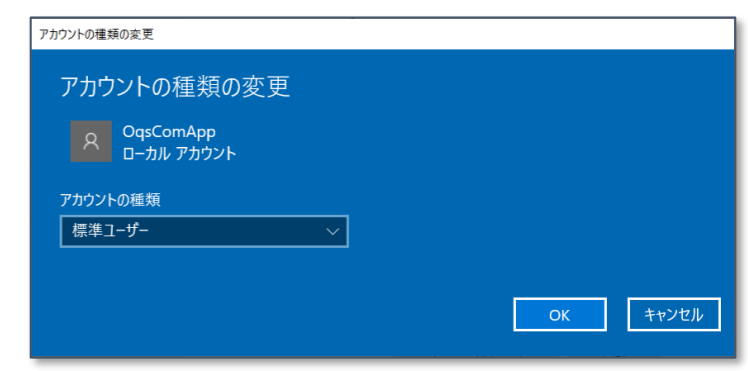 アカウントの種類の変更
アカウントの種類の変更
OqsComApp
ローカル アカウント
アカウントの種類
標準ユーザー
OK
キャンセル